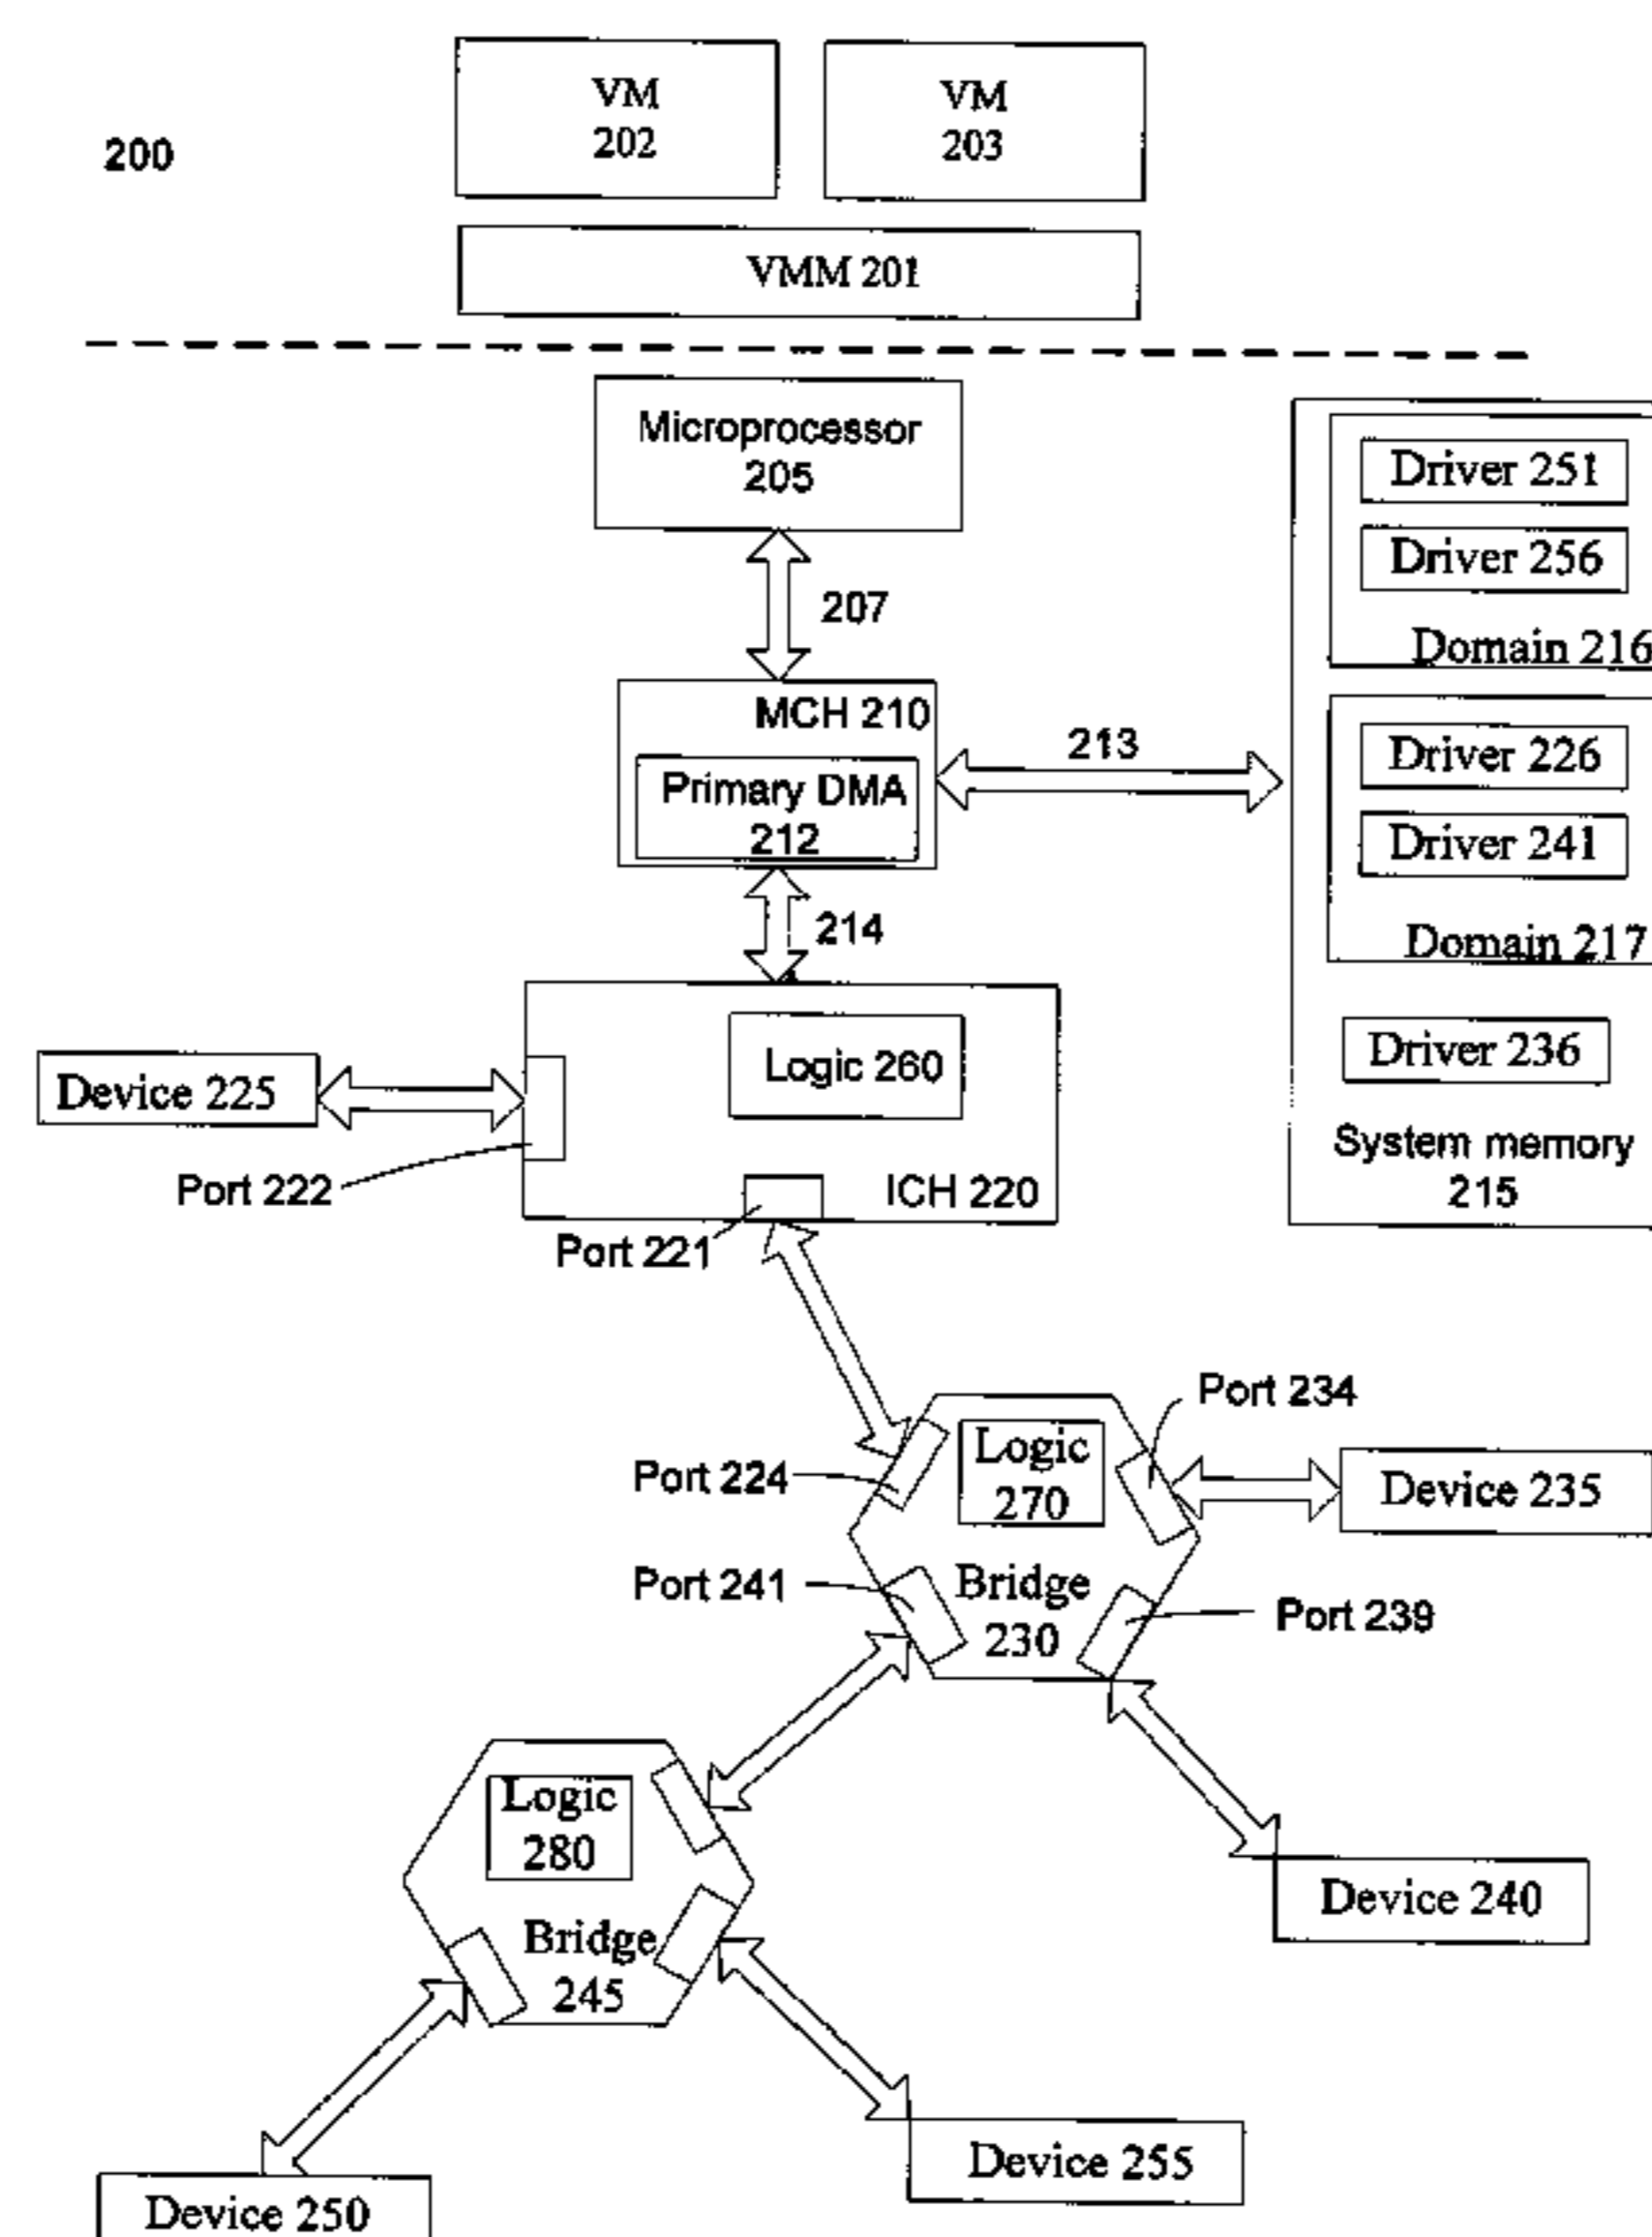 200
VM
202
VM
203
VMM 201
Microprocessor
205
207
MCH 210
Primary DMA
212
213
214
Driver 251
Driver 256
Domain 216
Driver 226
Driver 241
Domain 217
Driver 236
System memory
215
Logic 260
ICH 220
Device 225
Port 222
Port 221
Port 224
Logic
270
Port 234
Device 235
Port 241
Bridge
230
Port 239
Logic
280
Bridge
245
Device 240
Device 255
Device 250